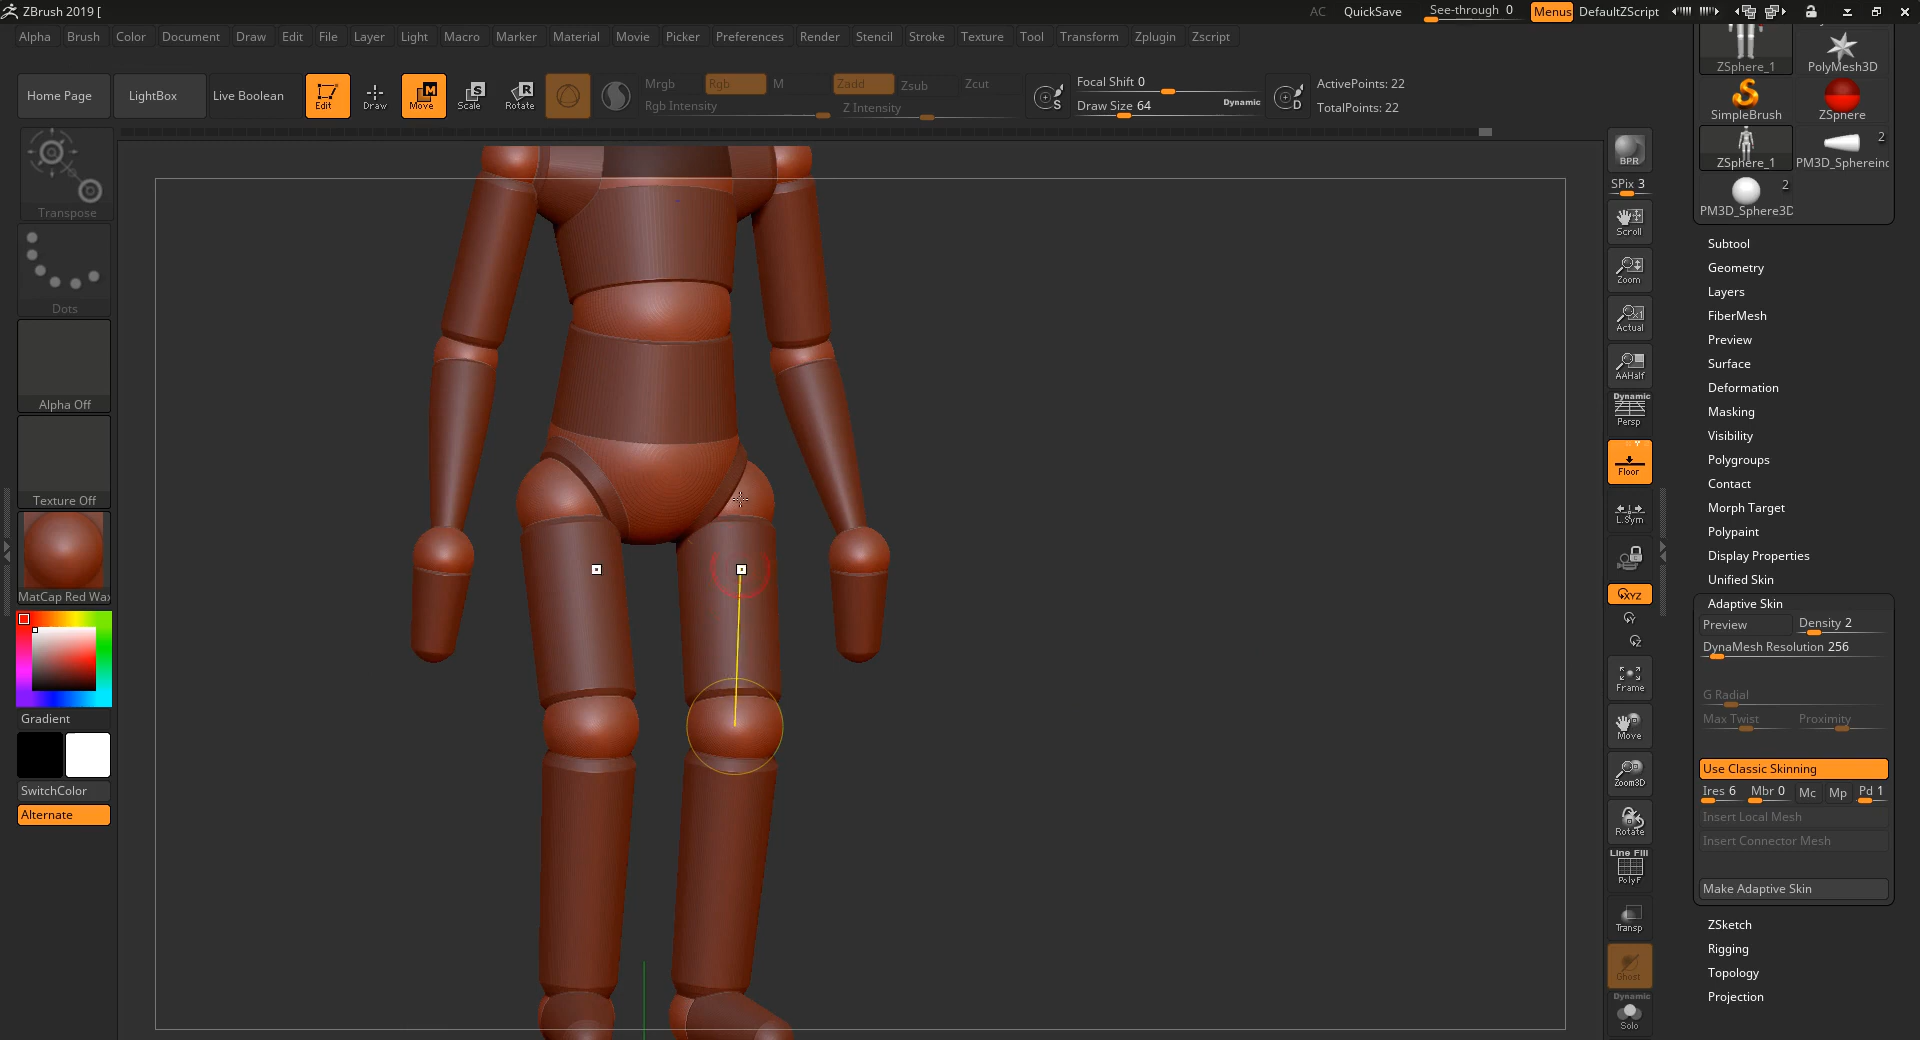 ZBrush 2019 [
AC QuickSave See-through 0 Menus DefaultZScript
Alpha Brush Color Document Draw Edit File Layer Light Macro Marker Material Movie Picker Preferences Render Stencil Stroke Texture Tool Transform Zplugin Zscript
Home Page LightBox Live Boolean Edit Draw Move Scale Rotate
Mrgb Rgb M Zadd Zsub Zcut
Rgb Intensity Z Intensity
Focal Shift 0
Draw Size 64 Dynamic
ActivePoints: 22
TotalPoints: 22
Transpose
Dots
Alpha Off
Texture Off
MatCap Red Wax
Gradient
SwitchColor
Alternate
BPR
SPix 3
Scroll
Zoom
Actual
AAHalf
Dynamic
Persp
Floor
L.Sym
XYZ
Frame
Move
Zoom3D
Rotate
Line Fill
PolyF
Transp
Ghost
Dynamic
Solo
ZSphere_1 PolyMesh3D
SimpleBrush ZSphere
2
ZSphere_1 PM3D_Sphereinc
2
PM3D_Sphere3D
Subtool
Geometry
Layers
FiberMesh
Preview
Surface
Deformation
Masking
Visibility
Polygroups
Contact
Morph Target
Polypaint
Display Properties
Unified Skin
Adaptive Skin
Preview Density 2
DynaMesh Resolution 256
G Radial
Max Twist Proximity
Use Classic Skinning
Ires 6 Mbr 0 Mc Mp Pd 1
Insert Local Mesh
Insert Connector Mesh
Make Adaptive Skin
ZSketch
Rigging
Topology
Projection